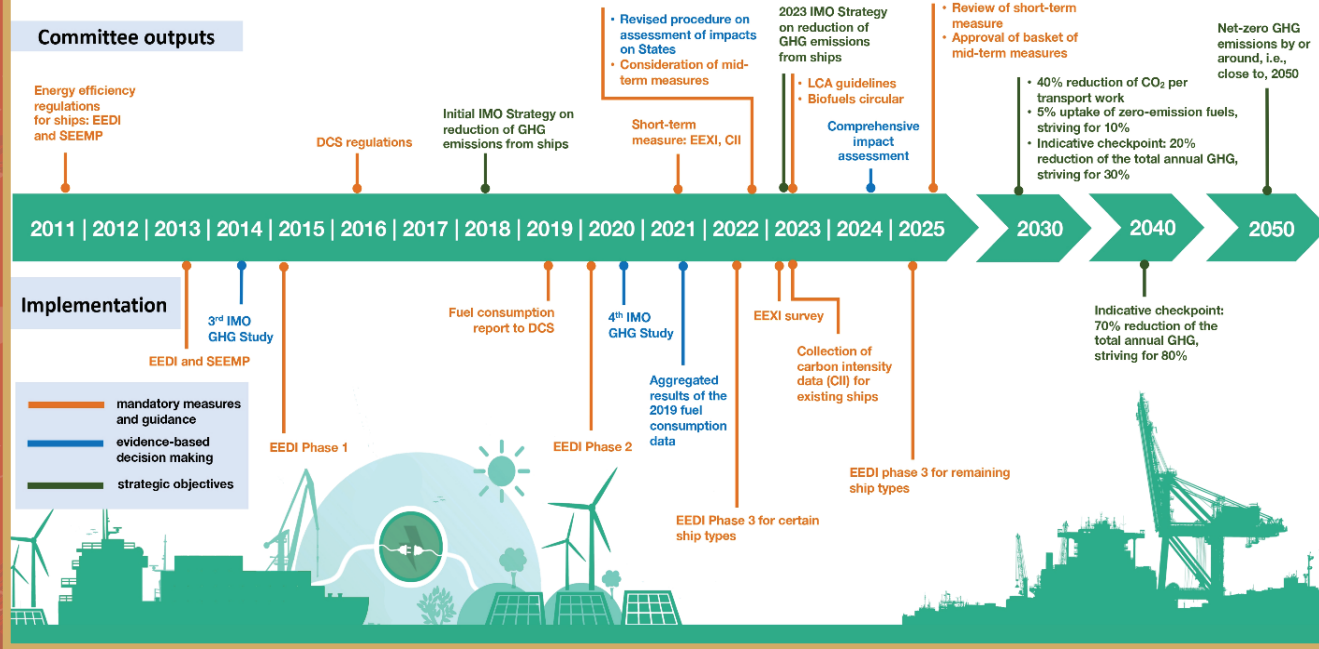 Committee outputs
Energy efficiency
regulations
for ships: EEDI
and SEEMP
DCS regulations
Initial IMO Strategy on
reduction of GHG
emissions from ships
• Revised procedure on
assessment of impacts
on States
• Consideration of mid-
term measures
Short-term
measure: EEXI, CII
2023 IMO Strategy
on reduction of
GHG emissions
from ships
• LCA guidelines
• Biofuels circular
Comprehensive
impact
assessment
• Review of short-term
measure
• Approval of basket of
mid-term measures
• 40% reduction of CO₂ per
transport work
• 5% uptake of zero-emission fuels,
striving for 10%
• Indicative checkpoint: 20%
reduction of the total annual GHG,
striving for 30%
Net-zero GHG
emissions by or
around, i.e.,
close to, 2050
2011 | 2012 | 2013 | 2014 | 2015 | 2016 | 2017 | 2018 | 2019 | 2020 | 2021 | 2022 | 2023 | 2024 | 2025
2030
2040
2050
Implementation
EEDI and SEEMP
3rd IMO
GHG Study
EEDI Phase 1
Fuel consumption
report to DCS
EEDI Phase 2
4th IMO
GHG Study
Aggregated
results of the
2019 fuel
consumption
data
EEDI Phase 3 for certain
ship types
EEXI survey
Collection of
carbon intensity
data (CII) for
existing ships
EEDI phase 3 for remaining
ship types
Indicative checkpoint:
70% reduction of the
total annual GHG,
striving for 80%
mandatory measures
and guidance
evidence-based
decision making
strategic objectives